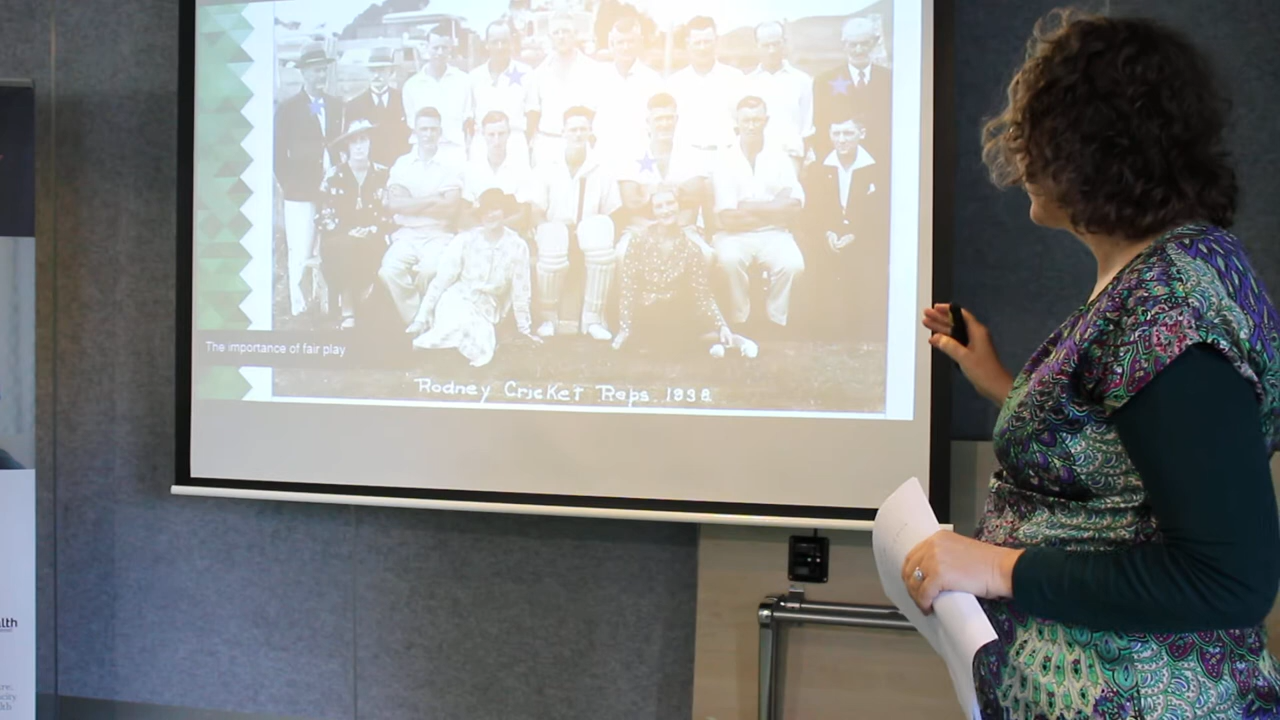 The importance of fair play
Rodney Cricket Reps. 1938